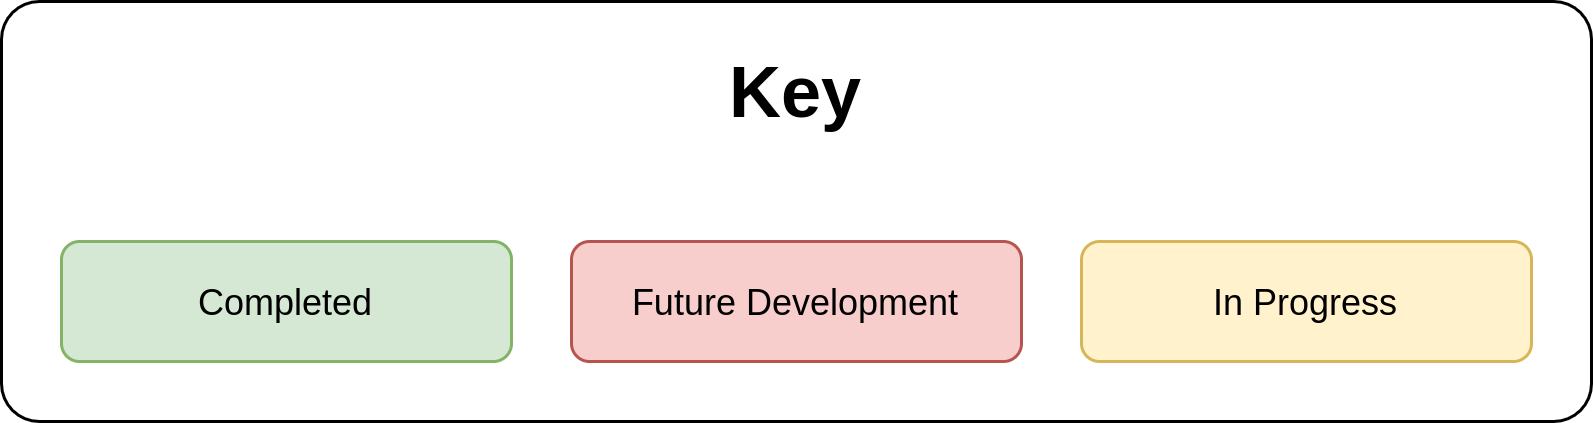 Key
Completed
Future Development
In Progress